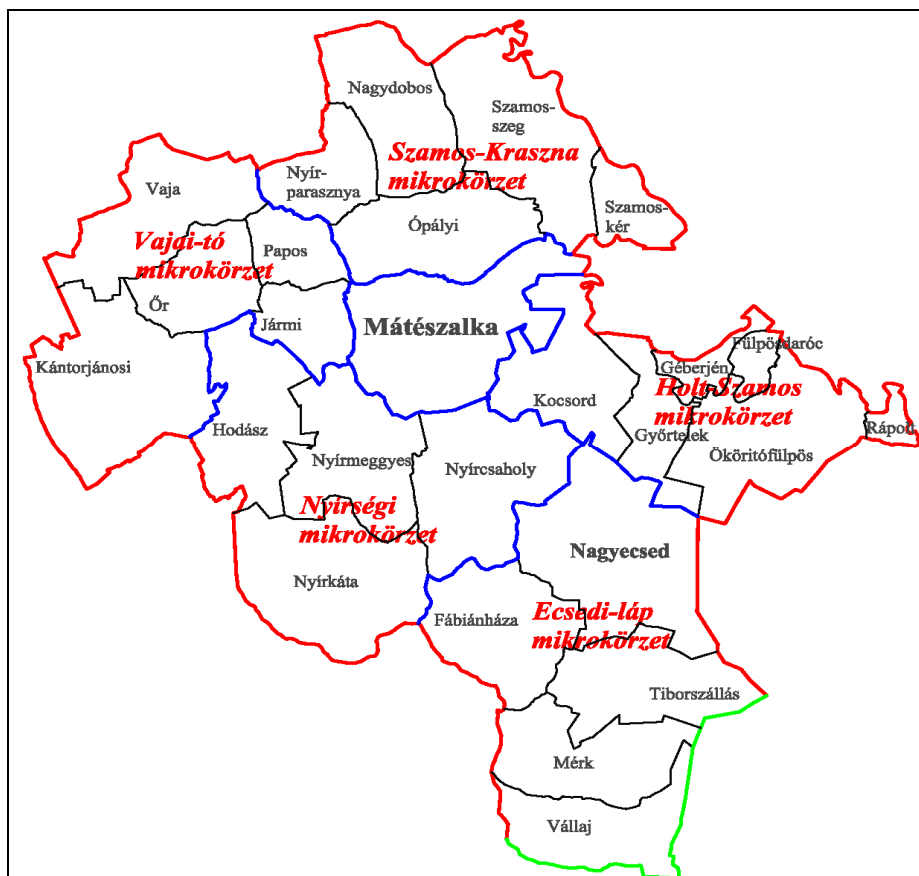 Nagydobos
Szamos-
szeg
Szamos-Kraszna
mikrokörzet
Nyír-
parasznya
Vaja
Szamos-
kér
Ópályi
Vajai-tó
mikrokörzet
Papos
Őr
Jármi
Mátészalka
Fülpösdaróc
Géberjén
Kántorjánosi
Holt-Szamos
mikrokörzet
Kocsord
Rápolt
Hodász
Győrtelek
Ököritófülpös
Nyírmeggyes
Nyírcsaholy
Nyírségi
mikrokörzet
Nagyecsed
Nyírkáta
Fábiánháza
Ecsedi-láp
mikrokörzet
Tiborszállás
Mérk
Vállaj